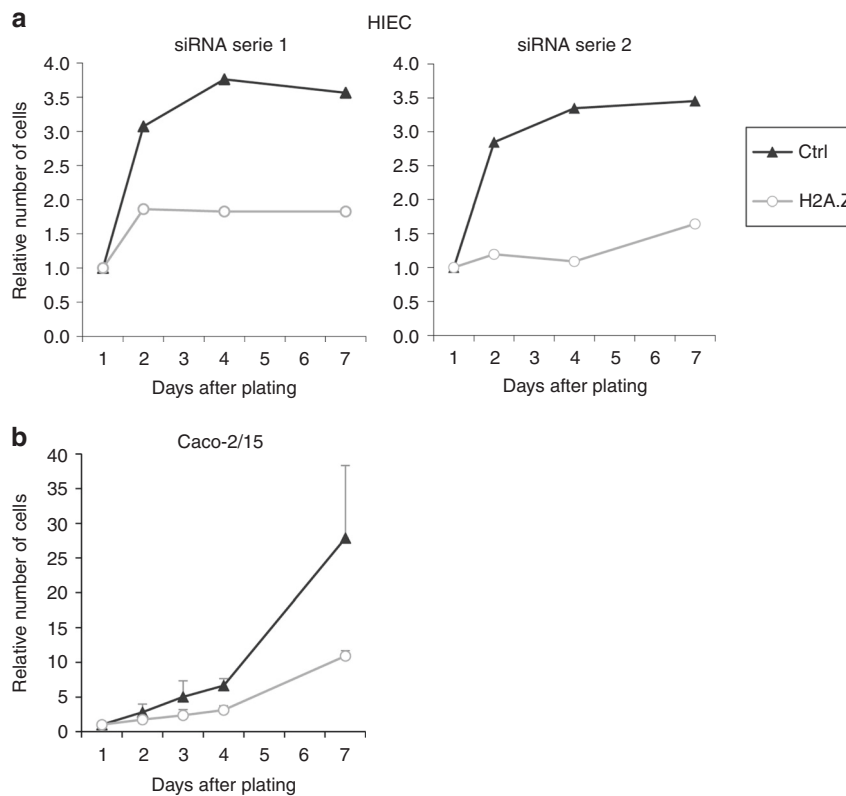 a
HIEC
siRNA serie 1
siRNA serie 2
Relative number of cells
4.0
3.5
3.0
2.5
2.0
1.5
1.0
0.5
0.0
1 2 3 4 5 6 7
Days after plating
4.0
3.5
3.0
2.5
2.0
1.5
1.0
0.5
0.0
1 2 3 4 5 6 7
Days after plating
Ctrl
H2A.Z
b
Caco-2/15
Relative number of cells
40
35
30
25
20
15
10
5
0
1 2 3 4 5 6 7
Days after plating